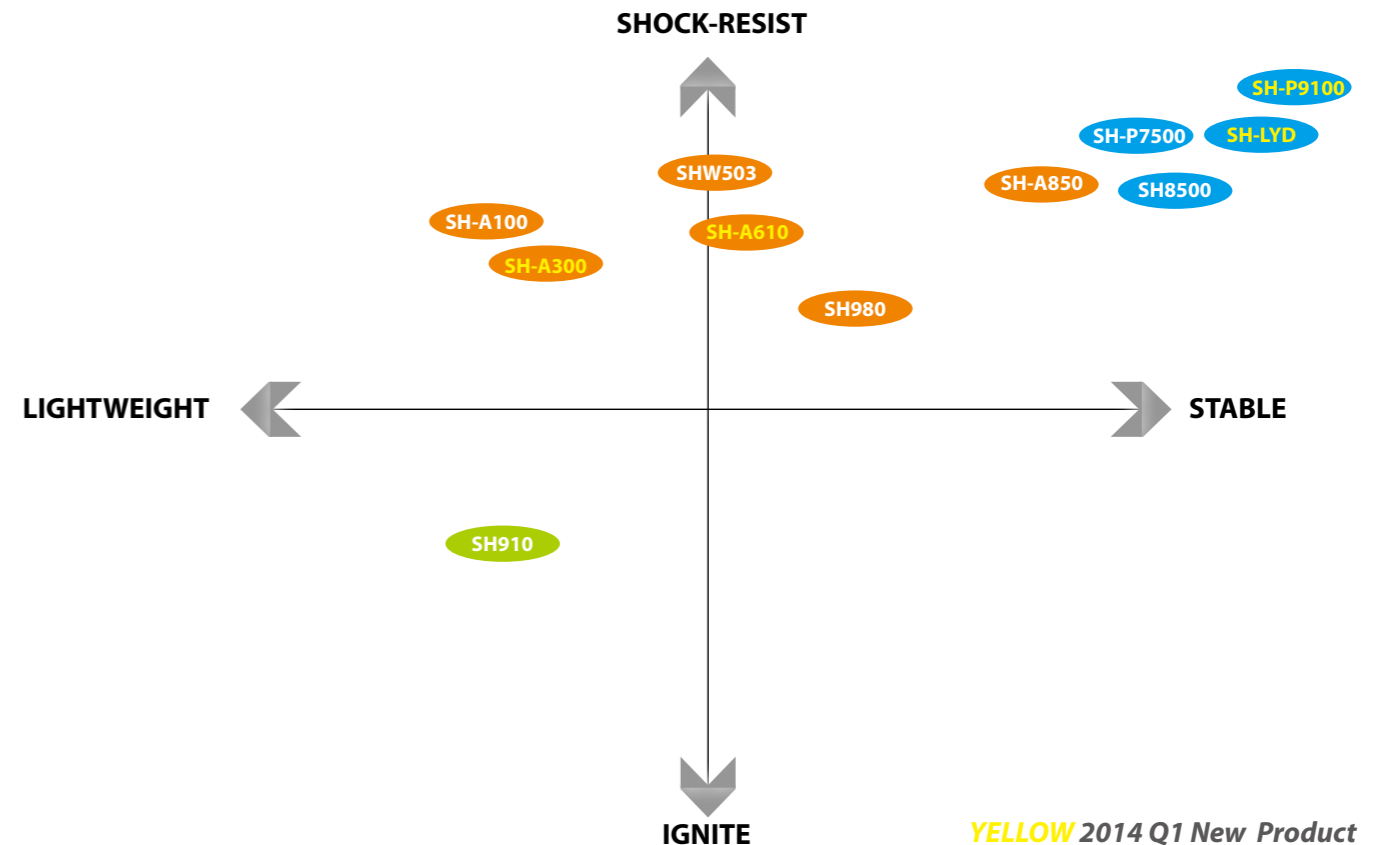 SHOCK-RESIST
SH-P9100
SH-P7500
SH-LYD
SHW503
SH-A850
SH8500
SH-A100
SH-A610
SH-A300
SH980
LIGHTWEIGHT
STABLE
SH910
IGNITE
YELLOW 2014 Q1 New Product